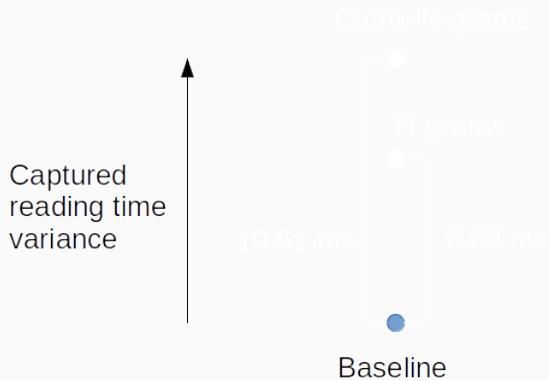 Cumu-N-grams
N-grams
Captured
reading time
variance
10.61 ms
6.69 ms
Baseline